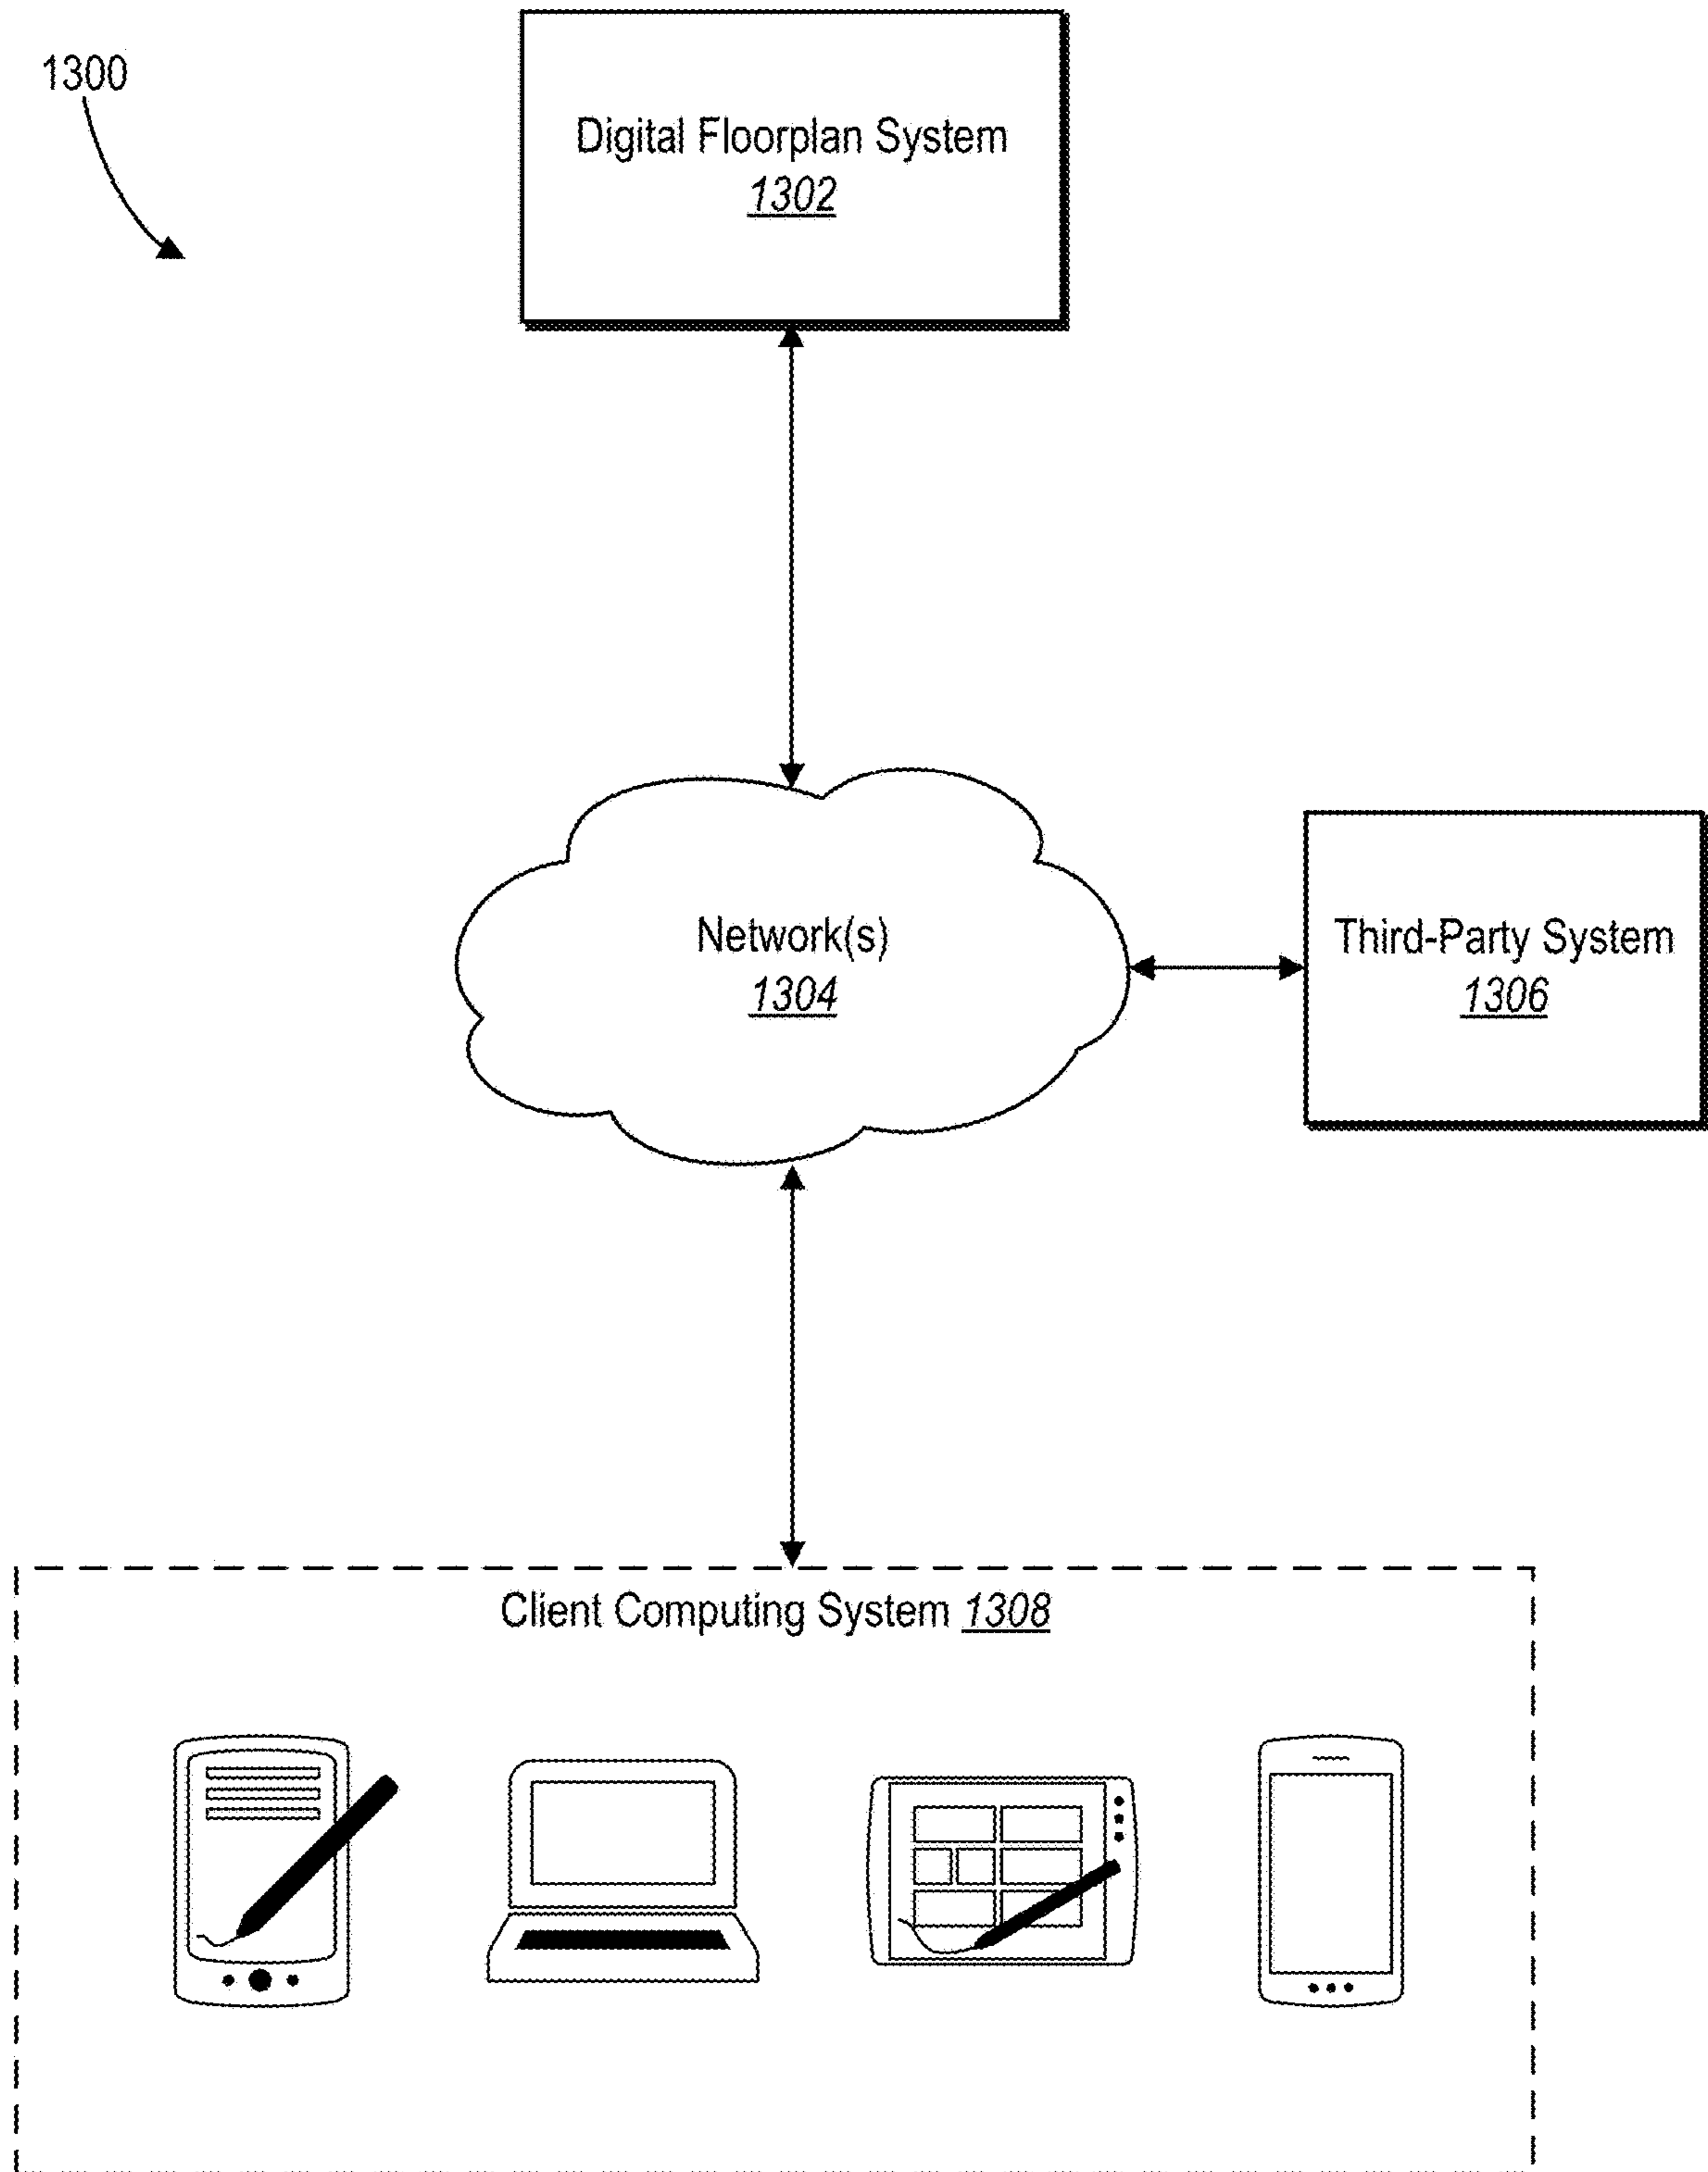 1300
Digital Floorplan System
1302
Network(s)
1304
Third-Party System
1306
Client Computing System 1308